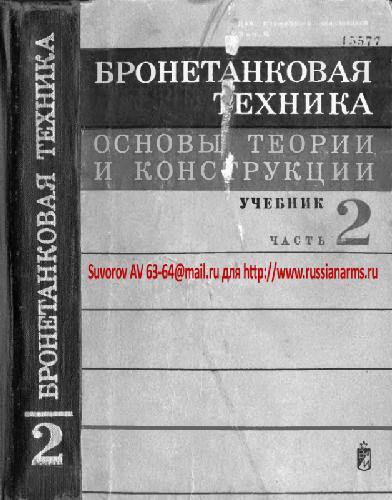 15577
БРОНЕТАНКОВАЯ
ТЕХНИКА
ОСНОВЫ ТЕОРИИ
И КОНСТРУКЦИИ
УЧЕБНИК
ЧАСТЬ 2
Suvorov AV 63-64@mail.ru для http://www.russianarms.ru
2 БРОНЕТАНКОВАЯ ТЕХНИКА